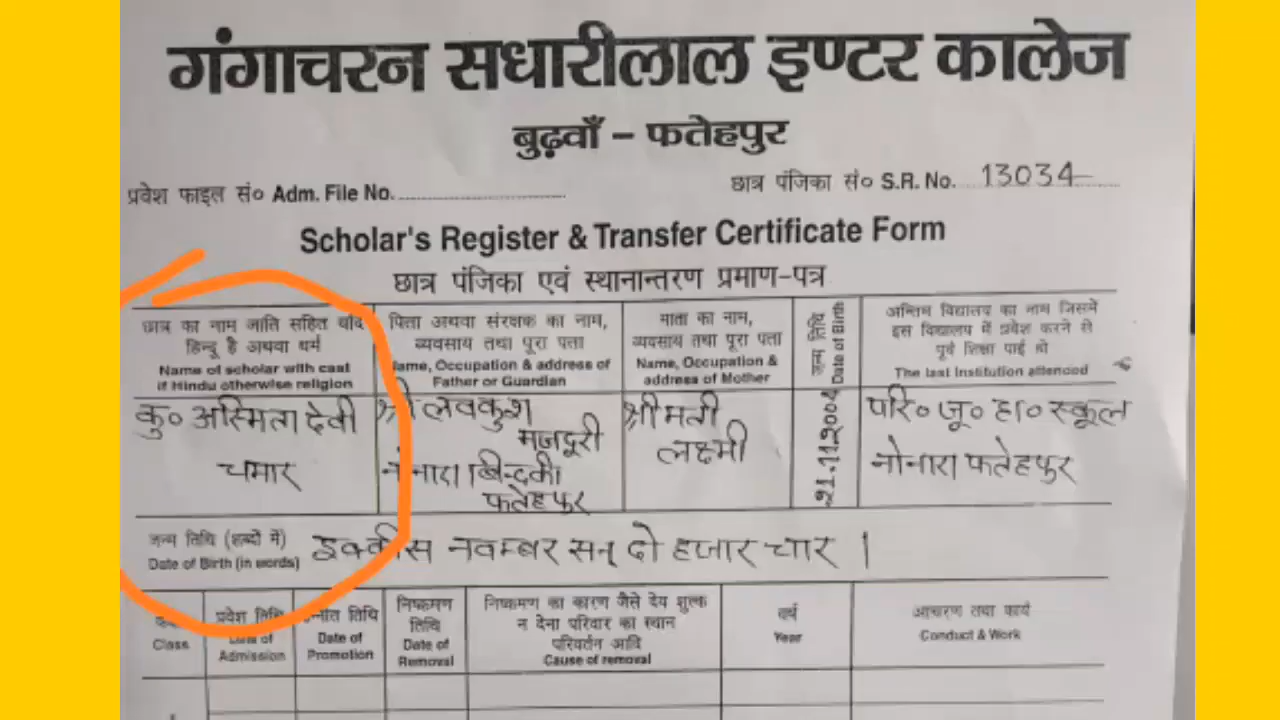 गंगाचरन सधारीलाल इण्टर कालेज
बुढ़वाँ – फतेहपुर
प्रवेश फाइल सं० Adm. File No.
छात्र पंजिका सं० S.R. No. 13034
Scholar's Register & Transfer Certificate Form
छात्र पंजिका एवं स्थानान्तरण प्रमाण-पत्र
छात्र का नाम जाति सहित यदि
हिन्दू है अथवा धर्म
Name of scholar with cast
if Hindu otherwise religion
पिता अथवा संरक्षक का नाम,
व्यवसाय तथा पूरा पता
ame, Occupation & address of
Father or Guardian
माता का नाम,
व्यवसाय तथा पूरा पता
Name, Occupation &
address of Mother
जन्म तिथि
Date of Birth
अन्तिम विद्यालय का नाम जिसमें
इस विद्यालय में प्रवेश करने से
पूर्व शिक्षा पाई हो
The last Institution attended
कु० अस्मिता देवी
चमार
श्री लवकुश
मजदूरी
नोनारा बिन्दकी
फतेहपुर
श्रीमती
लक्ष्मी
21.11.2004
परि० जू० हा० स्कूल
नोनारा फतेहपुर
जन्म तिथि (शब्दों में)
Date of Birth (in words)
इक्कीस नवम्बर सन् दो हजार चार ।
Class
प्रवेश तिथि
Date of
Admission
न्नति तिथि
Date of
Promotion
निष्क्रमण
तिथि
Date of
Removal
निष्क्रमण का कारण जैसे देय शुल्क
न देना परिवार का स्थान
परिवर्तन आदि
Cause of removal
वर्ष
Year
आचरण तथा कार्य
Conduct & Work